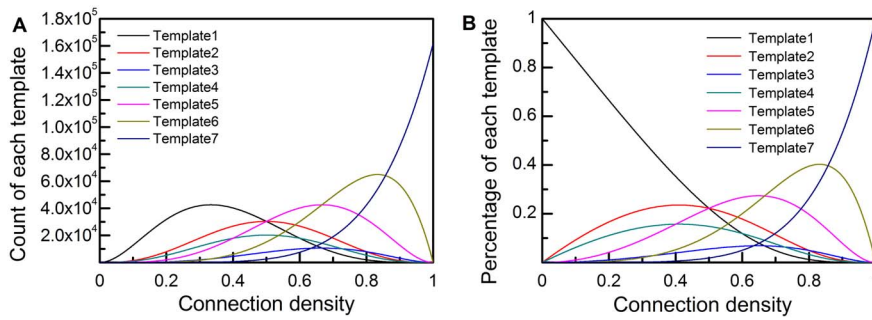 A
Count of each template
1.8x10^5
1.6x10^5
1.4x10^5
1.2x10^5
1.0x10^5
8.0x10^4
6.0x10^4
4.0x10^4
2.0x10^4
Template1
Template2
Template3
Template4
Template5
Template6
Template7
0 0.2 0.4 0.6 0.8 1
Connection density
B
Percentage of each template
1
0.8
0.6
0.4
0.2
Template1
Template2
Template3
Template4
Template5
Template6
Template7
0 0.2 0.4 0.6 0.8
Connection density